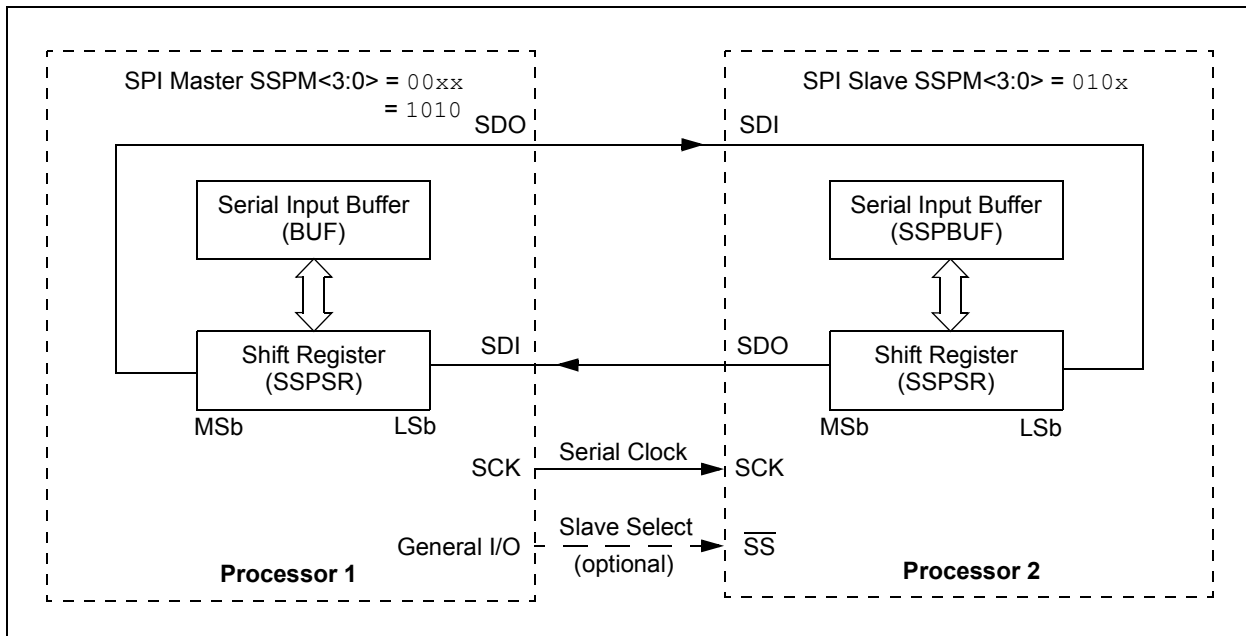 SPI Master SSPM<3:0> = 00xx
= 1010
SDO
Serial Input Buffer
(BUF)
SDI
Shift Register
(SSPSR)
MSb
LSb
SCK
General I/O
Processor 1
Serial Clock
Slave Select
(optional)
SPI Slave SSPM<3:0> = 010x
SDI
Serial Input Buffer
(SSPBUF)
SDO
Shift Register
(SSPSR)
MSb
LSb
SCK
S̅S̅
Processor 2